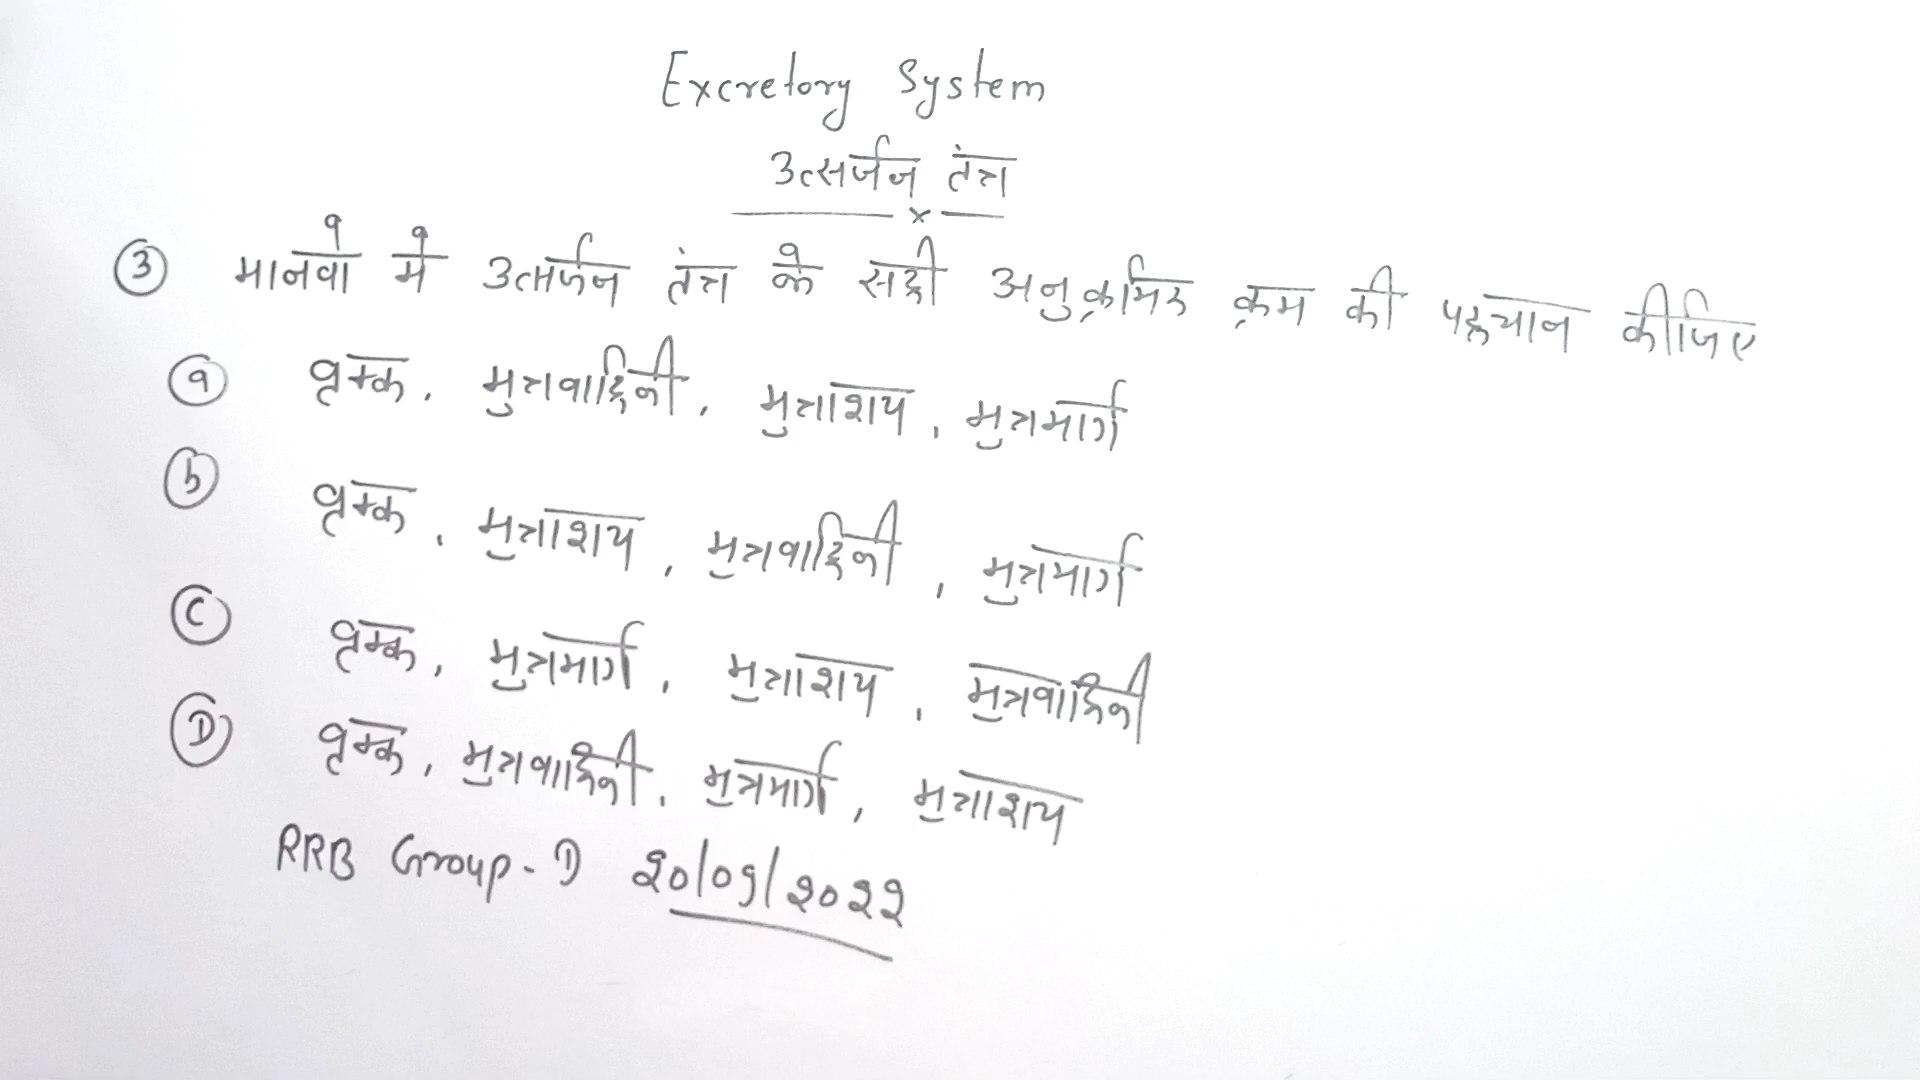 Excretory System
उत्सर्जन तंत्र
③ मानवो मे उत्सर्जन तंत्र के सही अनुक्रमिक क्रम की पहचान कीजिए
ⓐ वृक्क, मुत्रवाहिनी, मुत्राशय, मुत्रमार्ग
ⓑ वृक्क, मुत्राशय, मुत्रवाहिनी, मुत्रमार्ग
Ⓒ वृक्क, मुत्रमार्ग, मुत्राशय, मुत्रवाहिनी
Ⓓ वृक्क, मुत्रवाहिनी, मुत्रमार्ग, मुत्राशय
RRB Group-D 20/09/2022